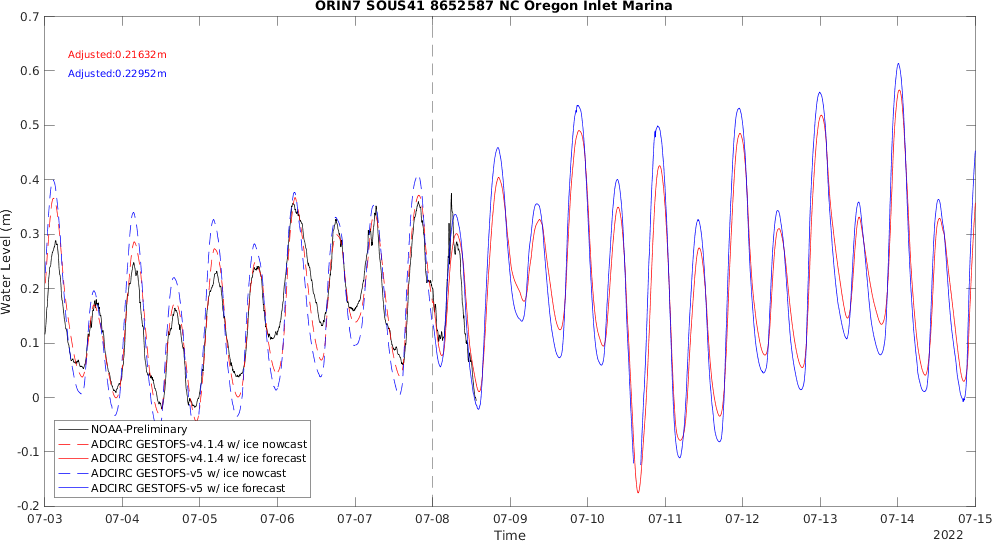 ORIN7 SOUS41 8652587 NC Oregon Inlet Marina
0.7
0.6
0.5
0.4
0.3
0.2
0.1
0
-0.1
-0.2
Water Level (m)
Adjusted:0.21632m
Adjusted:0.22952m
NOAA-Preliminary
ADCIRC GESTOFS-v4.1.4 w/ ice nowcast
ADCIRC GESTOFS-v4.1.4 w/ ice forecast
ADCIRC GESTOFS-v5 w/ ice nowcast
ADCIRC GESTOFS-v5 w/ ice forecast
07-03 07-04 07-05 07-06 07-07 07-08 07-09 07-10 07-11 07-12 07-13 07-14 07-15
Time
2022